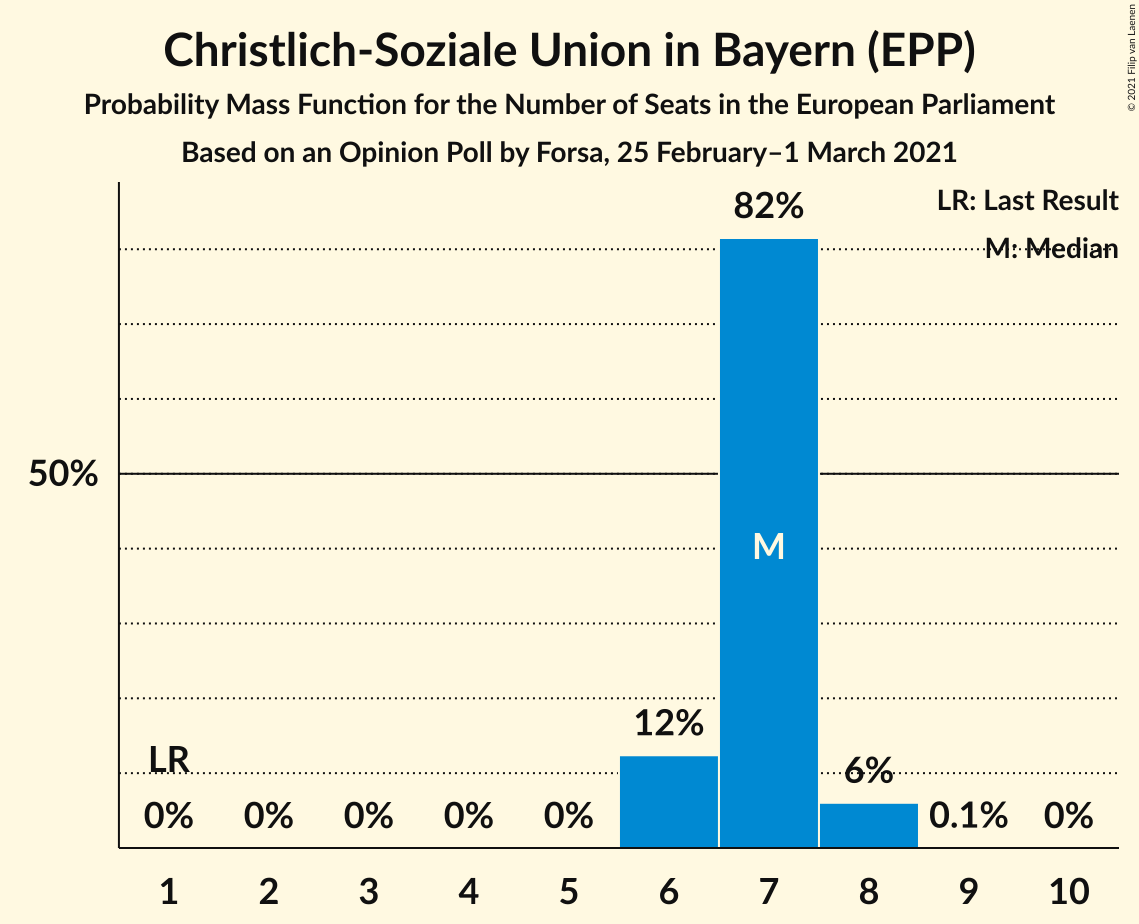 Christlich-Soziale Union in Bayern (EPP)
Probability Mass Function for the Number of Seats in the European Parliament
Based on an Opinion Poll by Forsa, 25 February–1 March 2021
© 2021 Filip van Laenen
LR: Last Result
M: Median
82%
50%
M
12%
LR
6%
0% 0% 0% 0% 0% 0.1% 0%
1 2 3 4 5 6 7 8 9 10